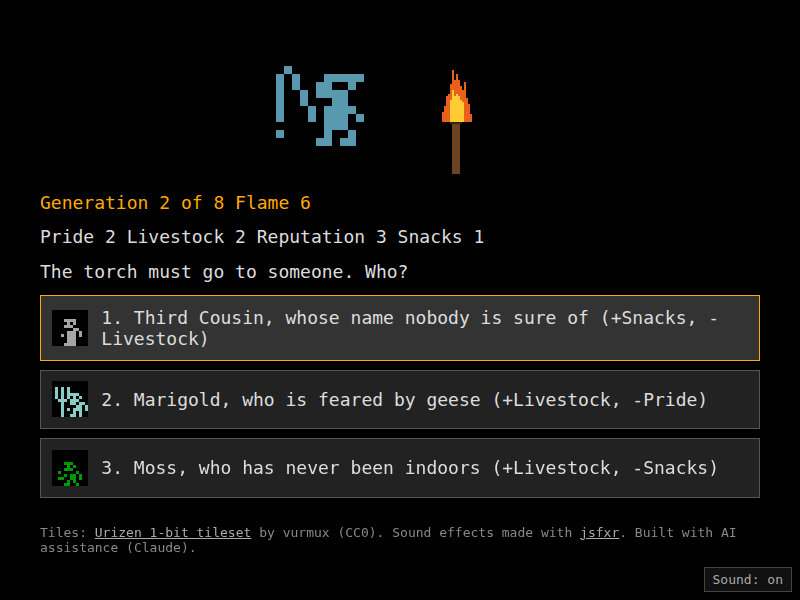 Generation 2 of 8 Flame 6
Pride 2 Livestock 2 Reputation 3 Snacks 1
The torch must go to someone. Who?
1. Third Cousin, whose name nobody is sure of (+Snacks, -
Livestock)
2. Marigold, who is feared by geese (+Livestock, -Pride)
3. Moss, who has never been indoors (+Livestock, -Snacks)
Tiles: Urizen 1-bit tileset by vurmux (CC0). Sound effects made with jsfxr. Built with AI
assistance (Claude).
Sound: on